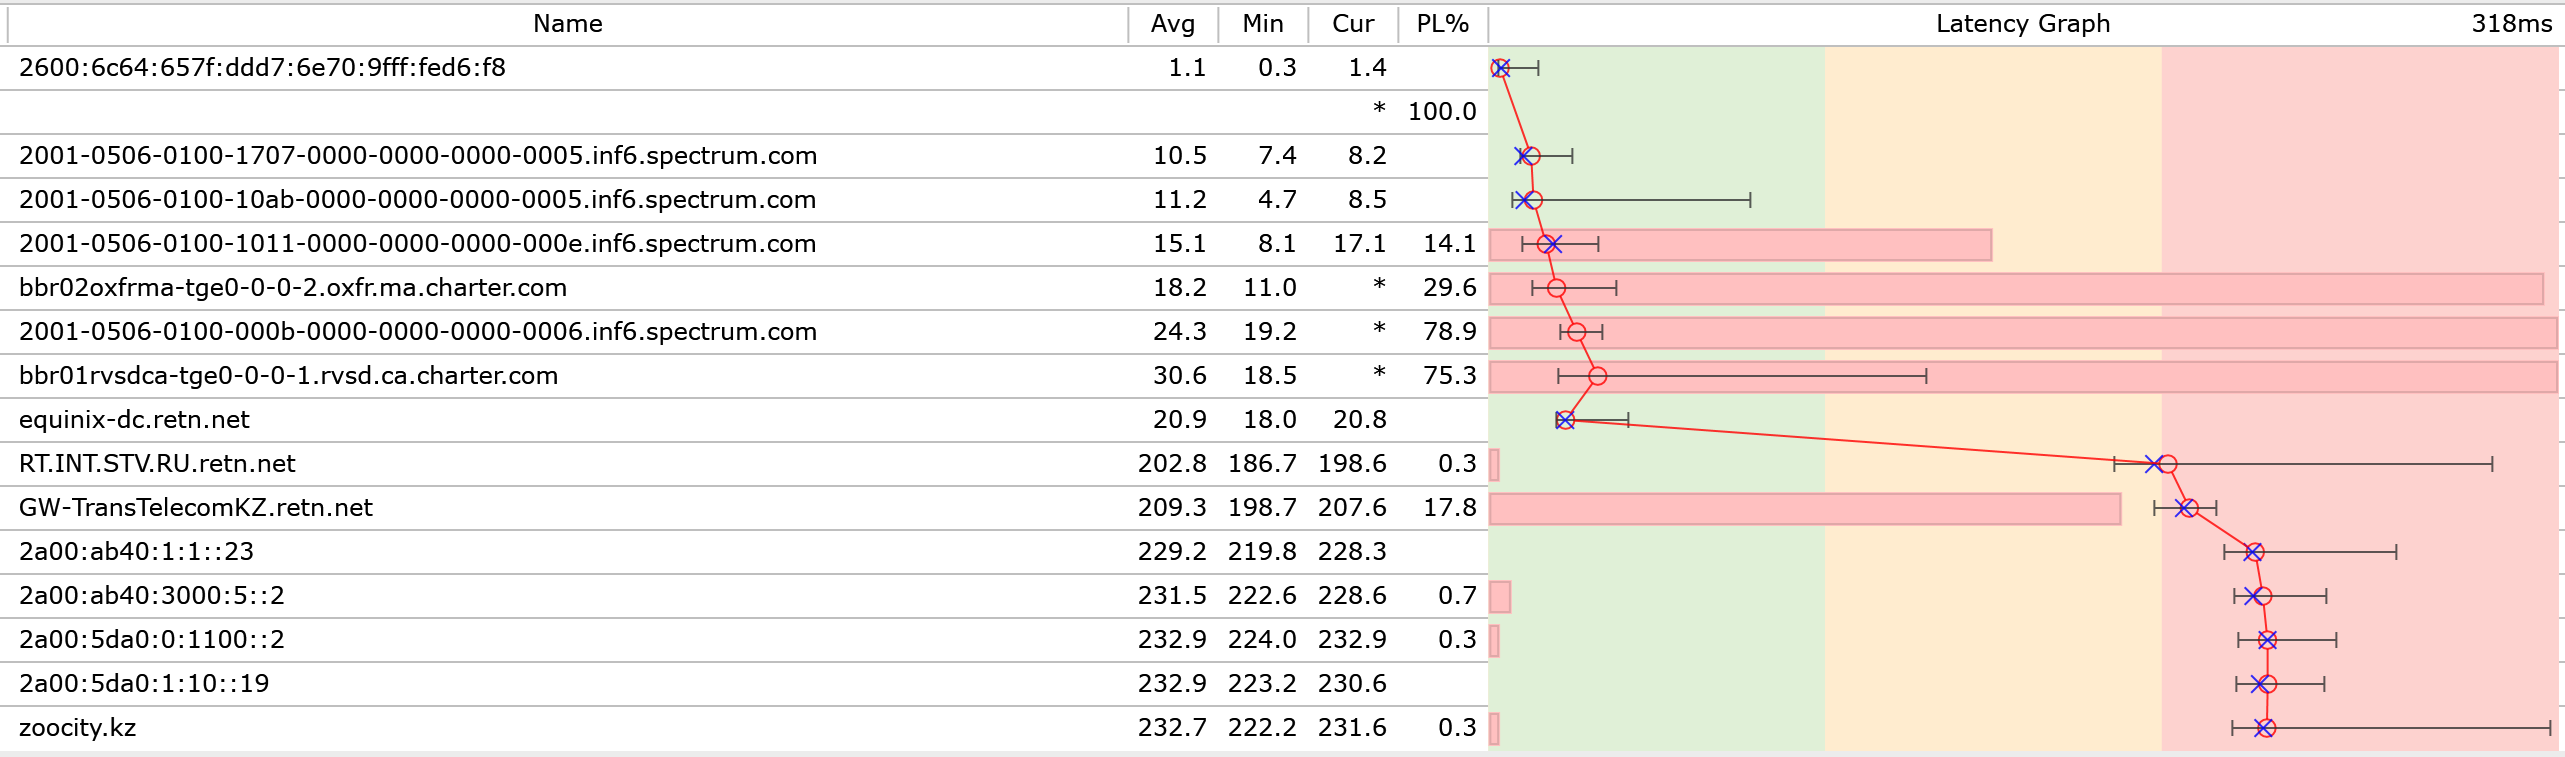 Name Avg Min Cur PL% Latency Graph 318ms
2600:6c64:657f:ddd7:6e70:9fff:fed6:f8 1.1 0.3 1.4
* 100.0
2001-0506-0100-1707-0000-0000-0000-0005.inf6.spectrum.com 10.5 7.4 8.2
2001-0506-0100-10ab-0000-0000-0000-0005.inf6.spectrum.com 11.2 4.7 8.5
2001-0506-0100-1011-0000-0000-0000-000e.inf6.spectrum.com 15.1 8.1 17.1 14.1
bbr02oxfrma-tge0-0-0-2.oxfr.ma.charter.com 18.2 11.0 * 29.6
2001-0506-0100-000b-0000-0000-0000-0006.inf6.spectrum.com 24.3 19.2 * 78.9
bbr01rvsdca-tge0-0-0-1.rvsd.ca.charter.com 30.6 18.5 * 75.3
equinix-dc.retn.net 20.9 18.0 20.8
RT.INT.STV.RU.retn.net 202.8 186.7 198.6 0.3
GW-TransTelecomKZ.retn.net 209.3 198.7 207.6 17.8
2a00:ab40:1:1::23 229.2 219.8 228.3
2a00:ab40:3000:5::2 231.5 222.6 228.6 0.7
2a00:5da0:0:1100::2 232.9 224.0 232.9 0.3
2a00:5da0:1:10::19 232.9 223.2 230.6
zoocity.kz 232.7 222.2 231.6 0.3